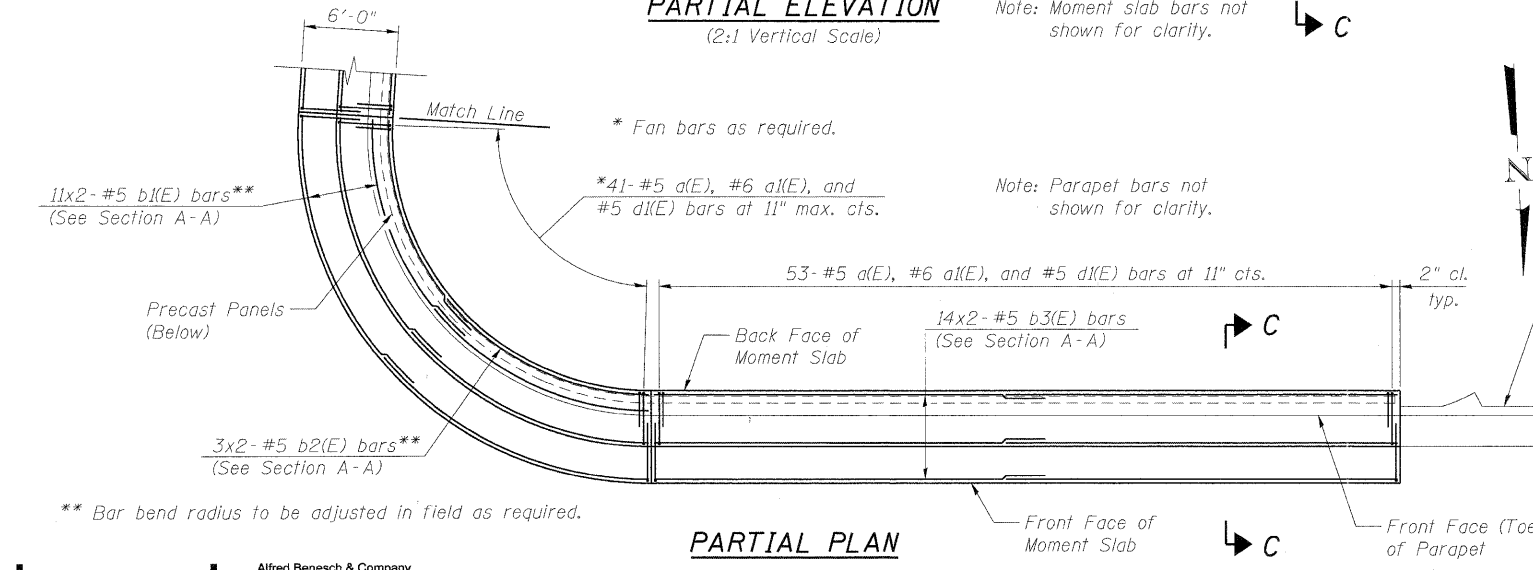 PARTIAL ELEVATION
(2:1 Vertical Scale)
Note: Moment slab bars not
shown for clarity.
C
6'-0"
Match Line
* Fan bars as required.
N
11x2-#5 b1(E) bars**
(See Section A-A)
*41-#5 a(E), #6 a1(E), and
#5 d1(E) bars at 11" max. cts.
Note: Parapet bars not
shown for clarity.
53-#5 a(E), #6 a1(E), and #5 d1(E) bars at 11" cts.
2" cl.
typ.
Precast Panels
(Below)
Back Face of
Moment Slab
14x2-#5 b3(E) bars
(See Section A-A)
C
3x2-#5 b2(E) bars**
(See Section A-A)
** Bar bend radius to be adjusted in field as required.
Front Face of
Moment Slab
C
Front Face (Toe
of Parapet
PARTIAL PLAN
Alfred Benesch & Company